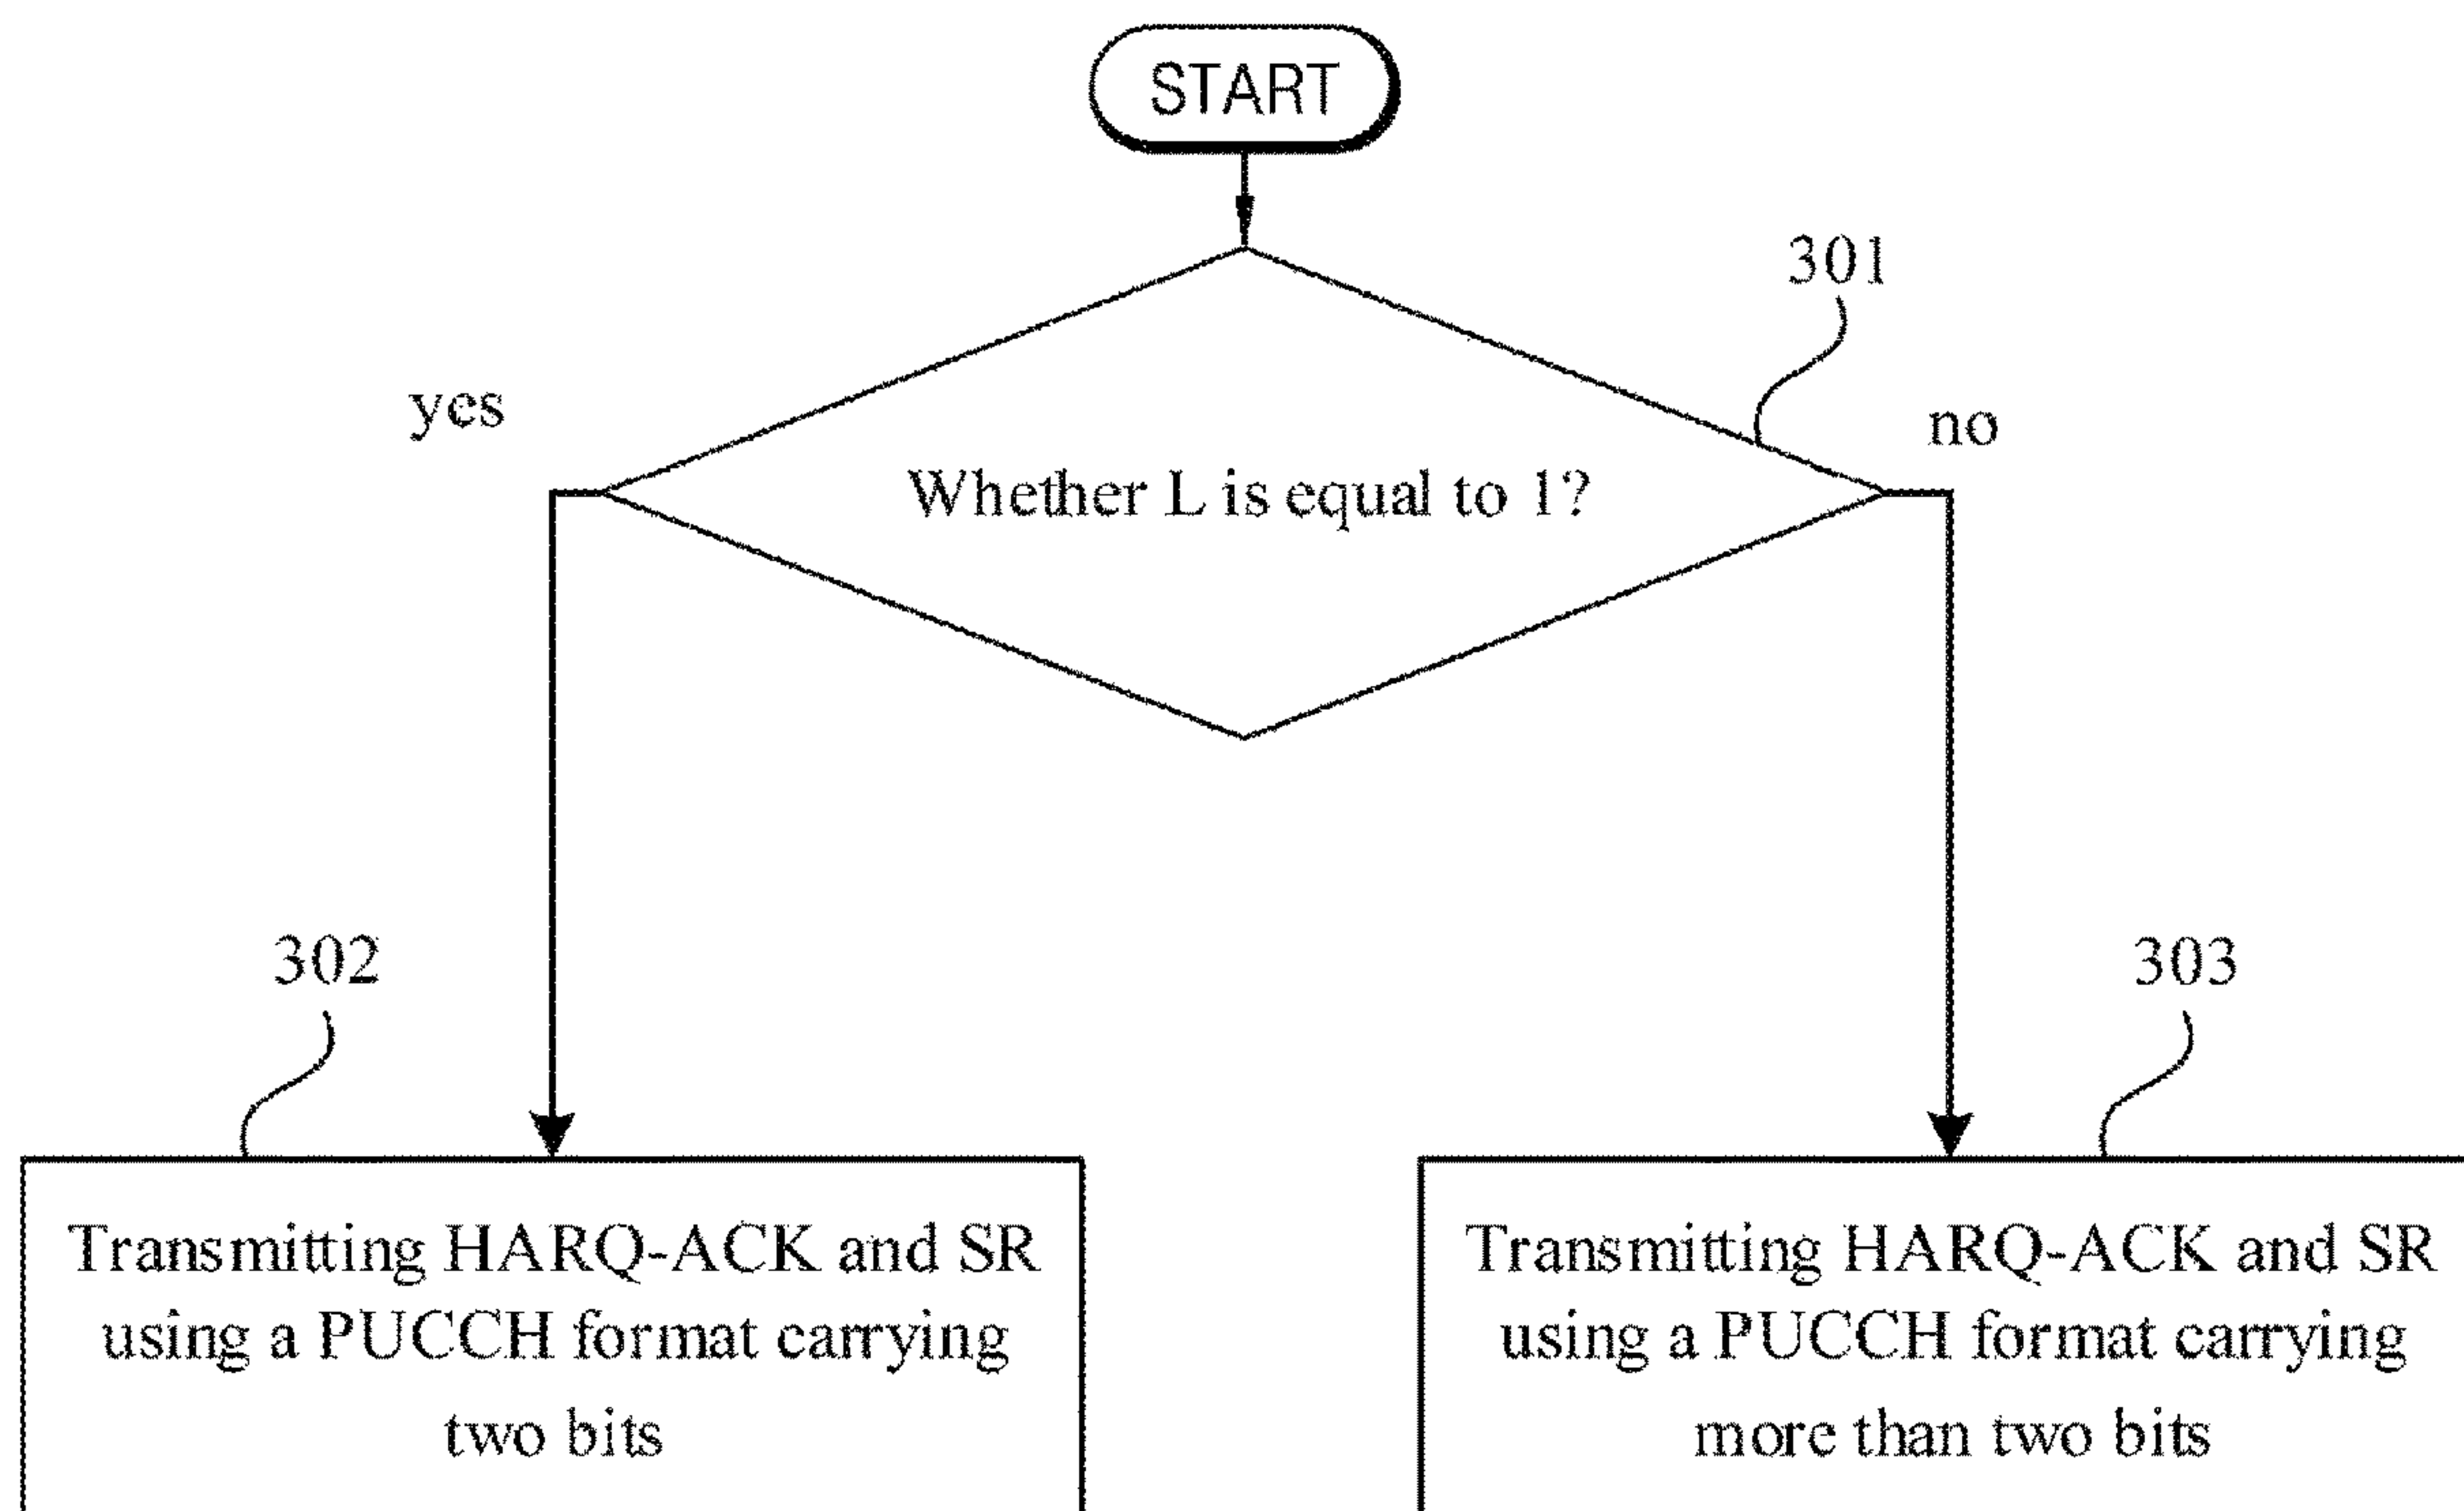 START
301
yes
no
Whether L is equal to 1?
302
303
Transmitting HARQ-ACK and SR
using a PUCCH format carrying
two bits
Transmitting HARQ-ACK and SR
using a PUCCH format carrying
more than two bits